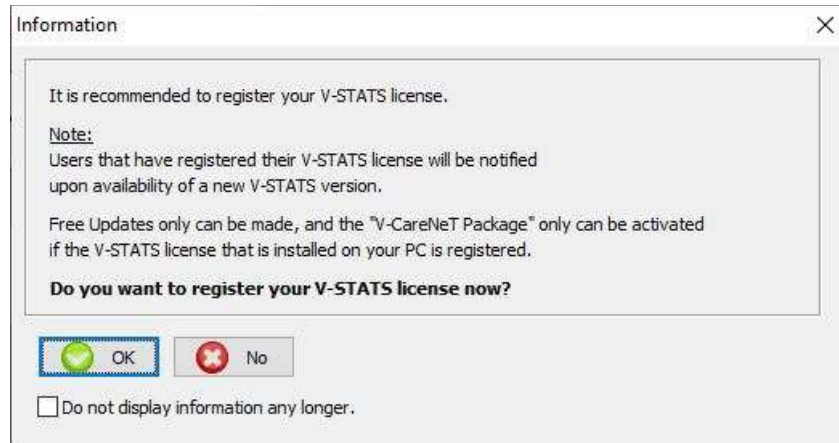 Information
It is recommended to register your V-STATS license.
Note:
Users that have registered their V-STATS license will be notified
upon availability of a new V-STATS version.
Free Updates only can be made, and the "V-CareNeT Package" only can be activated
if the V-STATS license that is installed on your PC is registered.
Do you want to register your V-STATS license now?
OK No
Do not display information any longer.